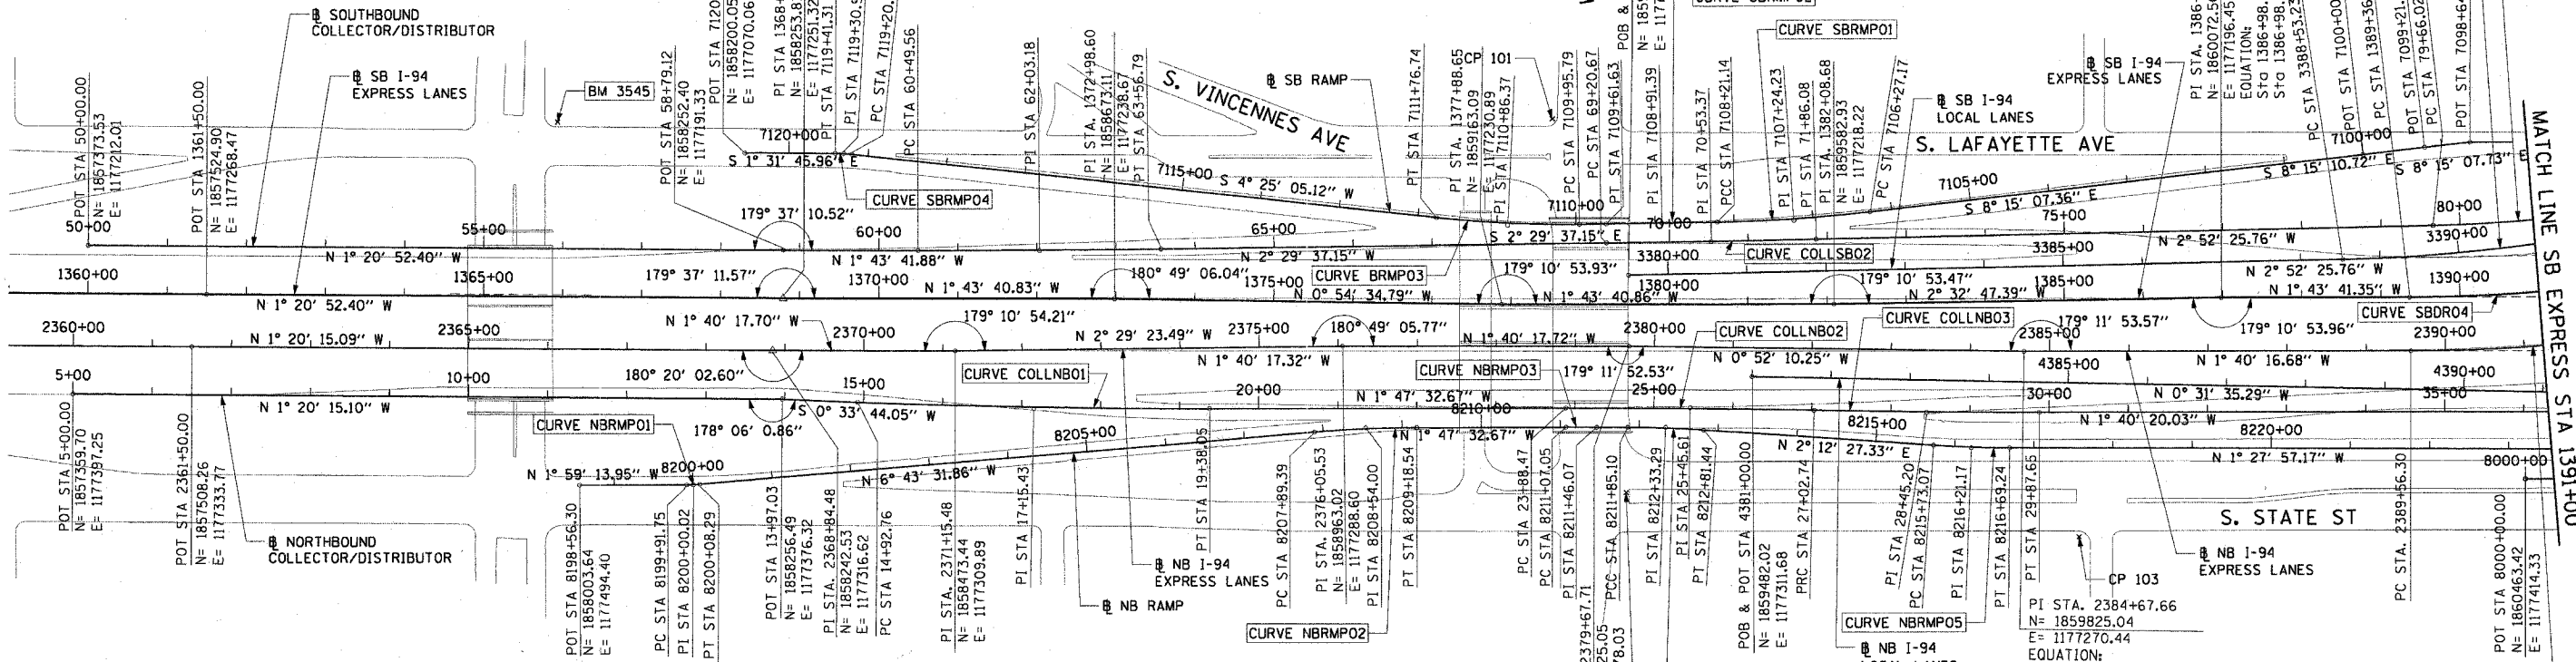 ℄ SOUTHBOUND
COLLECTOR/DISTRIBUTOR
℄ SB I-94
EXPRESS LANES
BM 3545
POT STA 50+00.00
N= 1857373.53
E= 1177212.01
POT STA 1361+50.00
N= 1857524.90
E= 1177268.47
POT STA 58+79.12
N= 1858252.40
E= 1177191.33
POT STA 7120
N= 1858200.05
E= 1177070.06
PI STA 1368+
N= 1858253.8
E= 1177251.32
PT STA 7119+41.31
PI STA 7119+30.
PC STA 7119+20.
PC STA 60+49.56
PI STA 62+03.18
PI STA. 1372+98.60
N= 1858673.11
E= 1177238.67
PT STA 63+56.79
S. VINCENNES AVE
℄ SB RAMP
PT STA 7111+76.74
PI STA. 1377+88.65
N= 1859163.09
E= 1177230.89
PI STA 7110+86.37
CP 101
PC STA 7109+95.79
PC STA 69+20.67
PT STA 7109+61.63
POB &
N= 185
E= 117
PI STA 7108+91.39
PI STA 70+53.37
PCC STA 7108+21.14
CURVE SBRMP01
PI STA 7107+24.23
PT STA 71+86.08
PI STA. 1382+08.68
N= 1859582.93
E= 1177218.22
PC STA 7106+27.17
℄ SB I-94
LOCAL LANES
S. LAFAYETTE AVE
℄ SB I-94
EXPRESS LANES
PI STA. 1386
N= 1860072.5
E= 1177196.45
EQUATION:
Sta 1386+98.
Sta 1386+98.
PC STA 3388+53.23
POT STA 7100+00
PC STA 1389+36
POT STA 7099+21.
PC STA 79+66.02
POT STA 7098+6
MATCH LINE SB EXPRESS STA 1391+00
7120+00
S 1° 31' 45.96" E
CURVE SBRMP04
7115+00
S 4° 25' 05.12" W
7110+00
S 2° 29' 37.15" E
7105+00
S 8° 15' 07.36" E
7100+00
S 8° 15' 10.72" E
S 8° 15' 07.73" E
50+00
55+00
179° 37' 10.52"
60+00
65+00
70+00
75+00
80+00
N 1° 20' 52.40" W
N 1° 43' 41.88" W
N 2° 29' 37.15" W
CURVE BRMP03
CURVE COLLSB02
3380+00
3385+00
N 2° 52' 25.76" W
3390+00
1360+00
1365+00
179° 37' 11.57"
1370+00
N 1° 43' 40.83" W
180° 49' 06.04"
1375+00
179° 10' 53.93"
1380+00
179° 10' 53.47"
1385+00
N 2° 52' 25.76" W
1390+00
N 1° 20' 52.40" W
N 0° 54' 34.79" W
N 1° 43' 40.86" W
N 2° 32' 47.39" W
N 1° 43' 41.35" W
CURVE SBDR04
2360+00
2365+00
N 1° 40' 17.70" W
2370+00
179° 10' 54.21"
N 2° 29' 23.49" W
2375+00
180° 49' 05.77"
2380+00
CURVE COLLNB02
CURVE COLLNB03
179° 11' 53.57"
2385+00
179° 10' 53.96"
2390+00
N 1° 20' 15.09" W
N 1° 40' 17.32" W
N 1° 40' 17.72" W
N 0° 52' 10.25" W
N 1° 40' 16.68" W
5+00
10+00
180° 20' 02.60"
15+00
CURVE COLLNB01
20+00
CURVE NBRMP03
179° 11' 52.53"
25+00
4385+00
30+00
4390+00
35+00
N 1° 20' 15.10" W
S 0° 33' 44.05" W
N 1° 47' 32.67" W
N 0° 31' 35.29" W
N 1° 40' 20.03" W
CURVE NBRMP01
178° 06' 0.86"
8205+00
8210+00
N 1° 47' 32.67" W
8215+00
N 2° 12' 27.33" E
8220+00
N 1° 27' 57.17" W
8000+00
N 1° 59' 13.95" W
8200+00
N 6° 43' 31.86" W
POT STA 5+00.00
N= 1857359.70
E= 1177397.25
POT STA 2361+50.00
N= 1857508.26
E= 1177333.77
℄ NORTHBOUND
COLLECTOR/DISTRIBUTOR
POT STA 8198+56.30
N= 1858003.64
E= 1177494.40
PC STA 8199+91.75
PI STA 8200+00.02
PT STA 8200+08.29
POT STA 13+97.03
N= 1858256.49
E= 1177376.32
PI STA. 2368+84.48
N= 1858242.53
E= 1177316.62
PC STA 14+92.76
PI STA. 2371+15.48
N= 1858473.44
E= 1177309.89
PI STA 17+15.43
℄ NB RAMP
℄ NB I-94
EXPRESS LANES
PT STA 19+38.05
PC STA 8207+89.39
PI STA. 2376+05.53
N= 1858963.02
E= 1177288.60
PI STA 8208+54.00
PT STA 8209+18.54
CURVE NBRMP02
PC STA 23+88.47
PC STA 8211+07.05
PI STA 8211+46.07
2379+67.71
25.05
78.03
PCC STA 8211+85.10
PI STA 8212+33.29
PI STA 25+45.61
PT STA 8212+81.44
POB & POT STA 4381+00.00
N= 1859482.02
E= 1177311.68
PRC STA 27+02.74
PI STA 28+45.20
PC STA 8215+73.07
PI STA 8216+21.17
PT STA 8216+69.24
PT STA 29+87.65
CURVE NBRMP05
℄ NB I-94
PI STA. 2384+67.66
N= 1859825.04
E= 1177270.44
EQUATION:
CP 103
℄ NB I-94
EXPRESS LANES
S. STATE ST
PC STA. 2389+56.30
POT STA 8000+00.00
N= 1860463.42
E= 1177414.33